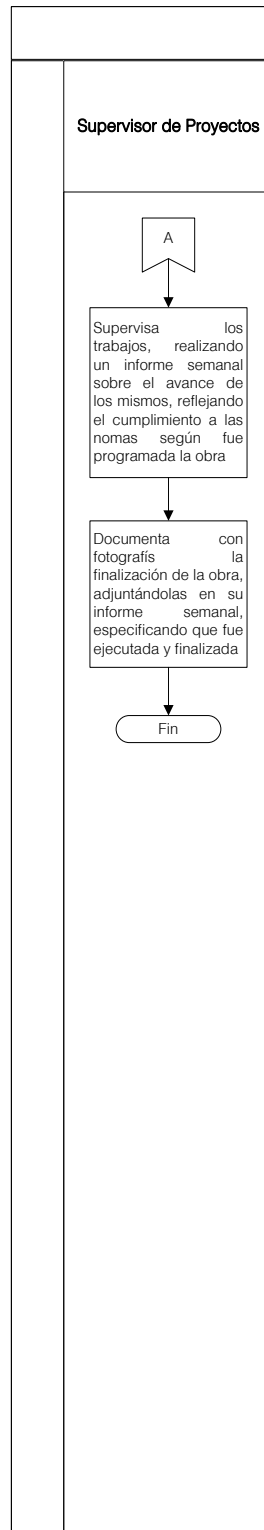 Supervisor de Proyectos
A
Supervisa los
trabajos, realizando
un informe semanal
sobre el avance de
los mismos, reflejando
el cumplimiento a las
nomas según fue
programada la obra
Documenta con
fotografís la
finalización de la obra,
adjuntándolas en su
informe semanal,
especificando que fue
ejecutada y finalizada
Fin